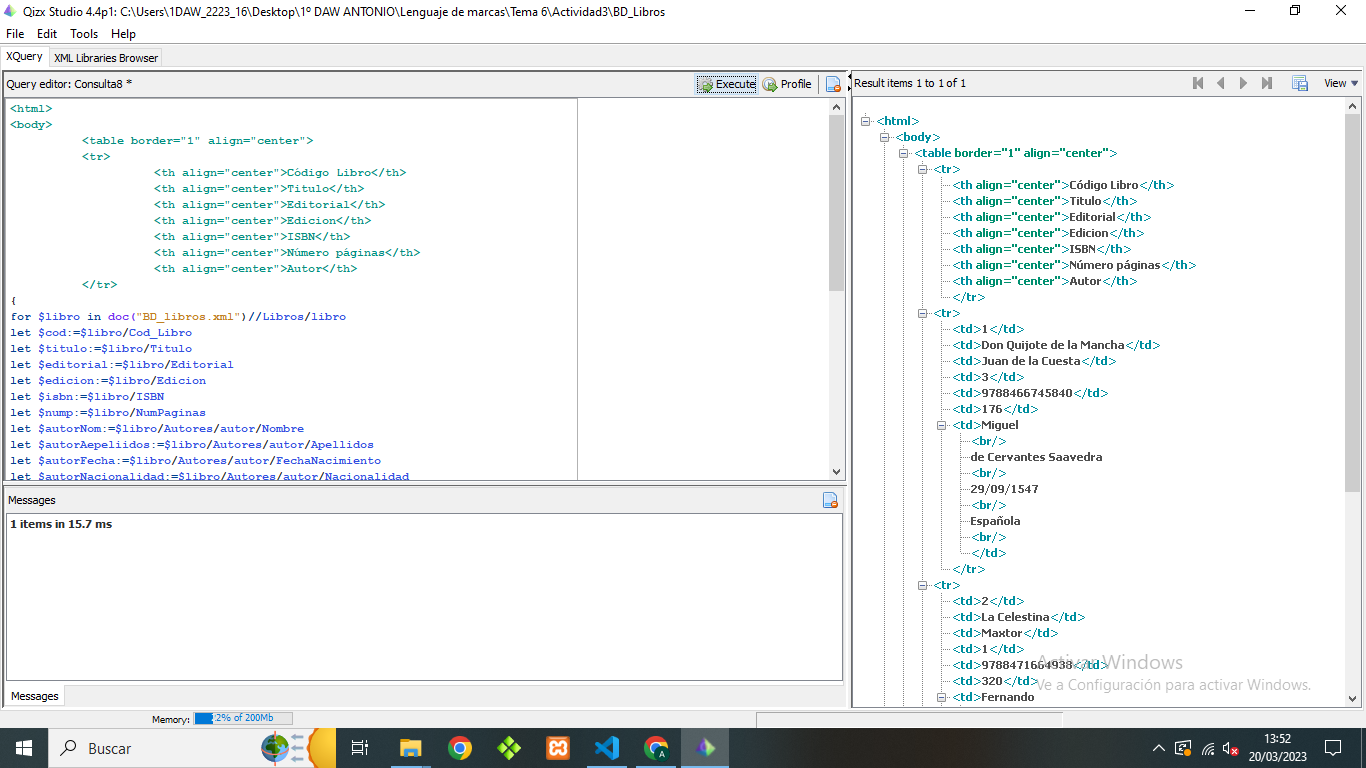 Qizx Studio 4.4p1: C:\Users\1DAW_2223_16\Desktop\1º DAW ANTONIO\Lenguaje de marcas\Tema 6\Actividad3\BD_Libros
File Edit Tools Help
XQuery XML Libraries Browser
Query editor: Consulta8 * Execute Profile
<html>
<body>
<table border="1" align="center">
<tr>
<th align="center">Código Libro</th>
<th align="center">Titulo</th>
<th align="center">Editorial</th>
<th align="center">Edicion</th>
<th align="center">ISBN</th>
<th align="center">Número páginas</th>
<th align="center">Autor</th>
</tr>
{
for $libro in doc("BD_libros.xml")//Libros/libro
let $cod:=$libro/Cod_Libro
let $titulo:=$libro/Titulo
let $editorial:=$libro/Editorial
let $edicion:=$libro/Edicion
let $isbn:=$libro/ISBN
let $nump:=$libro/NumPaginas
let $autorNom:=$libro/Autores/autor/Nombre
let $autorAepeliidos:=$libro/Autores/autor/Apellidos
let $autorFecha:=$libro/Autores/autor/FechaNacimiento
let $autorNacionalidad:=$libro/Autores/autor/Nacionalidad
Messages
1 items in 15.7 ms
Messages
Memory: 2% of 200Mb
Result items 1 to 1 of 1 View
<html>
<body>
<table border="1" align="center">
<tr>
<th align="center">Código Libro</th>
<th align="center">Titulo</th>
<th align="center">Editorial</th>
<th align="center">Edicion</th>
<th align="center">ISBN</th>
<th align="center">Número páginas</th>
<th align="center">Autor</th>
</tr>
<tr>
<td>1</td>
<td>Don Quijote de la Mancha</td>
<td>Juan de la Cuesta</td>
<td>3</td>
<td>9788466745840</td>
<td>176</td>
<td>Miguel
<br/>
de Cervantes Saavedra
<br/>
29/09/1547
<br/>
Española
<br/>
</td>
</tr>
<tr>
<td>2</td>
<td>La Celestina</td>
<td>Maxtor</td>
<td>1</td>
<td>9788471664938</td>
<td>320</td>
<td>Fernando
Activar Windows
Ve a Configuración para activar Windows.
Buscar
13:52
20/03/2023